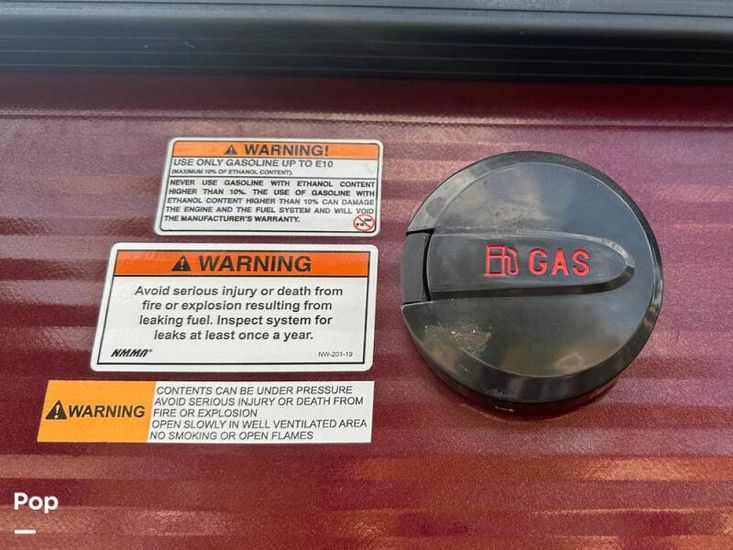 WARNING!
USE ONLY GASOLINE UP TO E10
(MAXIMUM 10% OF ETHANOL CONTENT).
NEVER USE GASOLINE WITH ETHANOL CONTENT
HIGHER THAN 10%. THE USE OF GASOLINE WITH
ETHANOL CONTENT HIGHER THAN 10% CAN DAMAGE
THE ENGINE AND THE FUEL SYSTEM AND WILL VOID
THE MANUFACTURER'S WARRANTY.
WARNING
Avoid serious injury or death from
fire or explosion resulting from
leaking fuel. Inspect system for
leaks at least once a year.
NMMA®
NW-201-19
WARNING
CONTENTS CAN BE UNDER PRESSURE
AVOID SERIOUS INJURY OR DEATH FROM
FIRE OR EXPLOSION
OPEN SLOWLY IN WELL VENTILATED AREA
NO SMOKING OR OPEN FLAMES
GAS
Pop